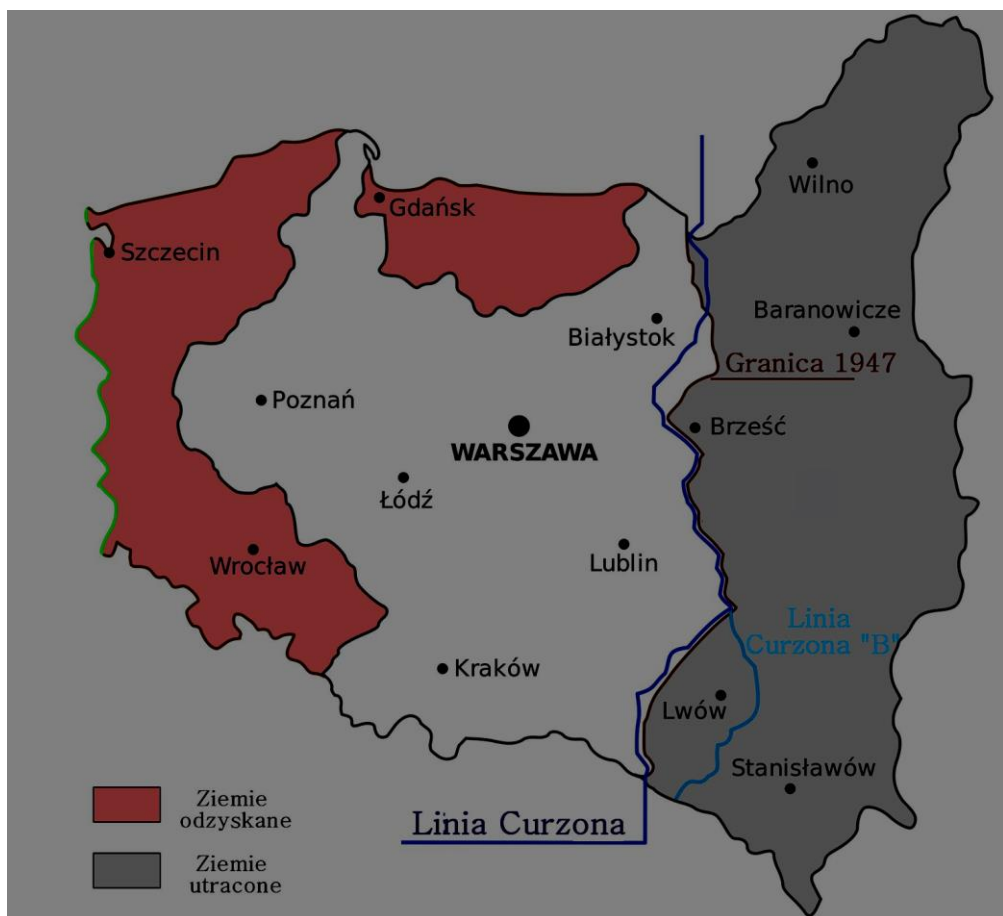 Wilno
Gdańsk
Szczecin
Baranowicze
Białystok
Granica 1947
Poznań
Brześć
WARSZAWA
Łódź
Wrocław
Lublin
Linia
Curzona "B"
Kraków
Lwów
Stanisławów
Ziemie
odzyskane
Linia Curzona
Ziemie
utracone